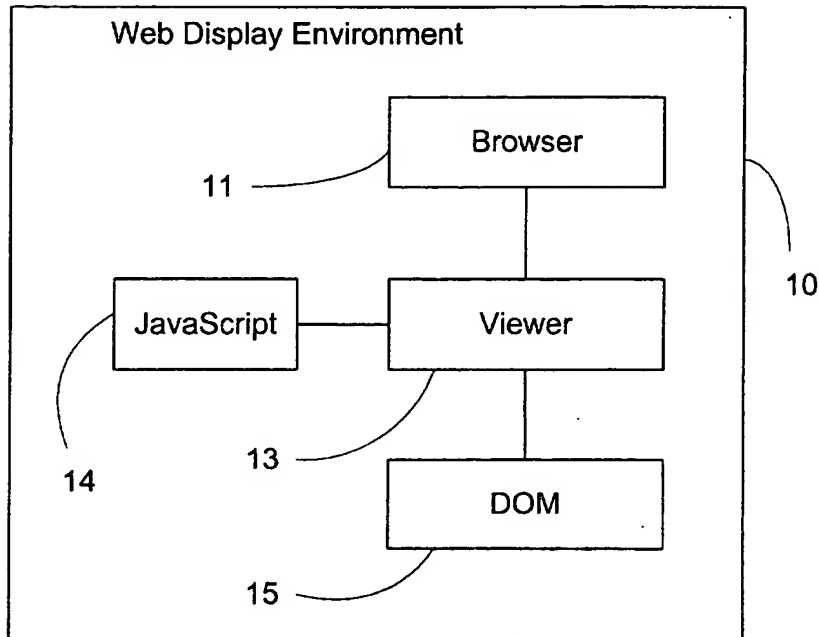 Web Display Environment
Browser
11
10
JavaScript
Viewer
13
14
DOM
15